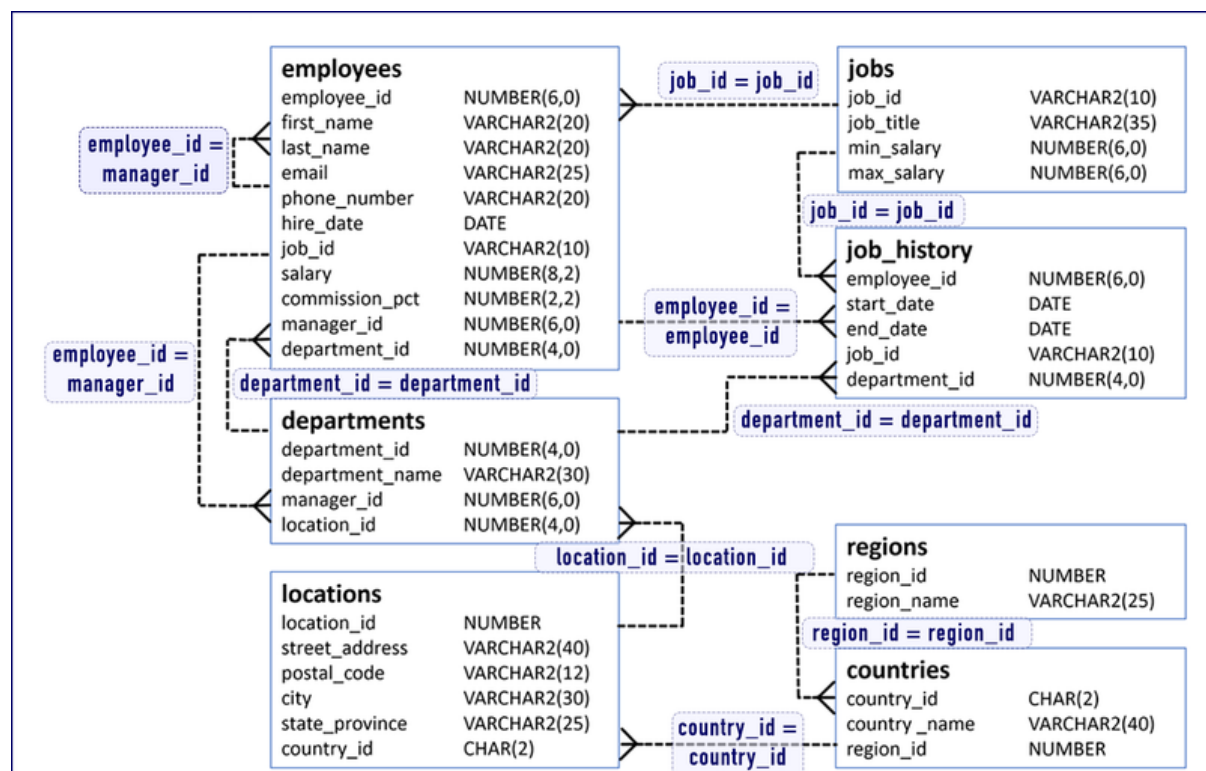 employees
employee_id NUMBER(6,0)
first_name VARCHAR2(20)
last_name VARCHAR2(20)
email VARCHAR2(25)
phone_number VARCHAR2(20)
hire_date DATE
job_id VARCHAR2(10)
salary NUMBER(8,2)
commission_pct NUMBER(2,2)
manager_id NUMBER(6,0)
department_id NUMBER(4,0)
job_id = job_id
jobs
job_id VARCHAR2(10)
job_title VARCHAR2(35)
min_salary NUMBER(6,0)
max_salary NUMBER(6,0)
employee_id =
manager_id
job_id = job_id
job_history
employee_id NUMBER(6,0)
start_date DATE
end_date DATE
job_id VARCHAR2(10)
department_id NUMBER(4,0)
employee_id =
employee_id
employee_id =
manager_id
department_id = department_id
department_id = department_id
departments
department_id NUMBER(4,0)
department_name VARCHAR2(30)
manager_id NUMBER(6,0)
location_id NUMBER(4,0)
location_id = location_id
regions
region_id NUMBER
region_name VARCHAR2(25)
locations
location_id NUMBER
street_address VARCHAR2(40)
postal_code VARCHAR2(12)
city VARCHAR2(30)
state_province VARCHAR2(25)
country_id CHAR(2)
region_id = region_id
countries
country_id CHAR(2)
country_name VARCHAR2(40)
region_id NUMBER
country_id =
country_id